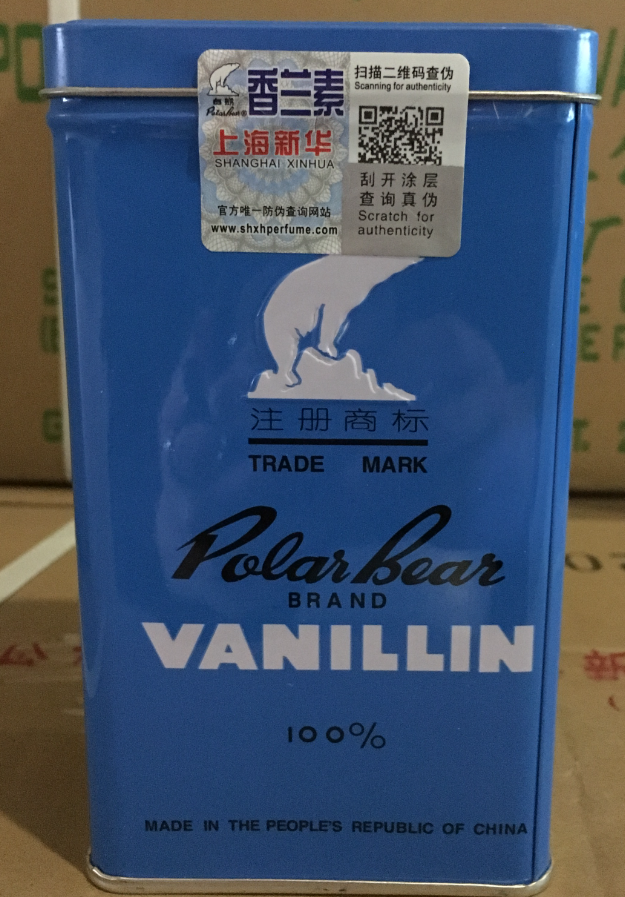 香兰素
白熊
PolarBear®
上海新华
SHANGHAI XINHUA
官方唯一防伪查询网站
www.shxhperfume.com
扫描二维码查伪
Scanning for authenticity
刮开涂层
查询真伪
Scratch for
authenticity
注册商标
TRADE MARK
Polar Bear
BRAND
VANILLIN
100%
MADE IN THE PEOPLE'S REPUBLIC OF CHINA